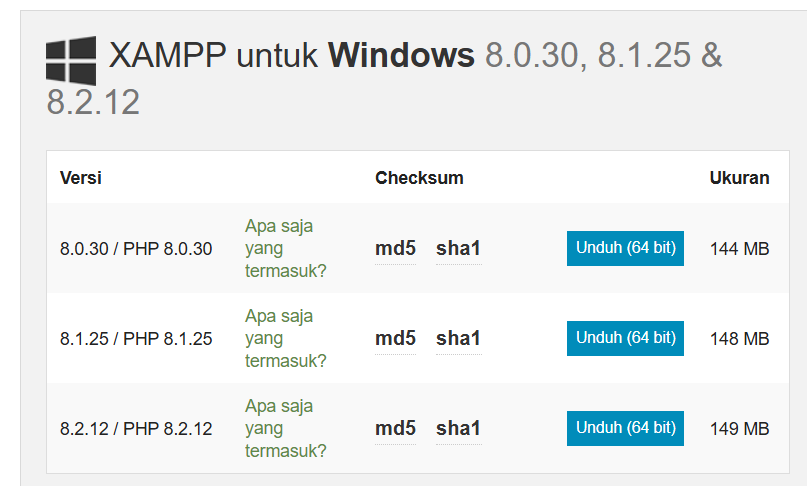 XAMPP untuk Windows 8.0.30, 8.1.25 &
8.2.12
Versi Checksum Ukuran
8.0.30 / PHP 8.0.30 Apa saja yang termasuk? md5 sha1 Unduh (64 bit) 144 MB
8.1.25 / PHP 8.1.25 Apa saja yang termasuk? md5 sha1 Unduh (64 bit) 148 MB
8.2.12 / PHP 8.2.12 Apa saja yang termasuk? md5 sha1 Unduh (64 bit) 149 MB